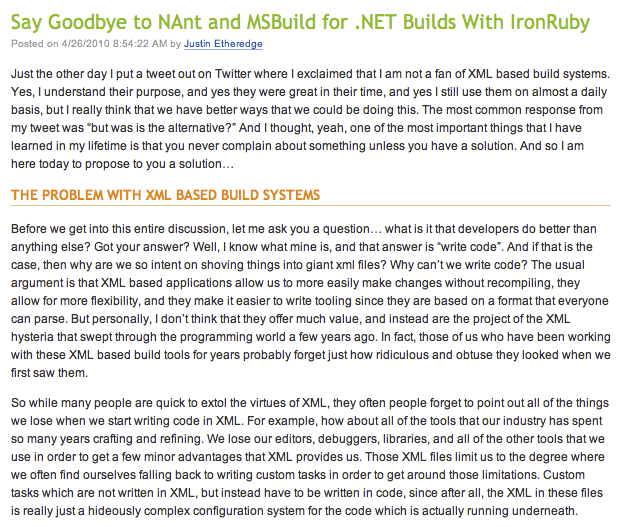 Say Goodbye to NAnt and MSBuild for .NET Builds With IronRuby
Posted on 4/26/2010 8:54:22 AM by Justin Etheredge
Just the other day I put a tweet out on Twitter where I exclaimed that I am not a fan of XML based build systems.
Yes, I understand their purpose, and yes they were great in their time, and yes I still use them on almost a daily
basis, but I really think that we have better ways that we could be doing this. The most common response from
my tweet was “but was is the alternative?” And I thought, yeah, one of the most important things that I have
learned in my lifetime is that you never complain about something unless you have a solution. And so I am
here today to propose to you a solution…
THE PROBLEM WITH XML BASED BUILD SYSTEMS
Before we get into this entire discussion, let me ask you a question… what is it that developers do better than
anything else? Got your answer? Well, I know what mine is, and that answer is “write code”. And if that is the
case, then why are we so intent on shoving things into giant xml files? Why can’t we write code? The usual
argument is that XML based applications allow us to more easily make changes without recompiling, they
allow for more flexibility, and they make it easier to write tooling since they are based on a format that everyone
can parse. But personally, I don’t think that they offer much value, and instead are the project of the XML
hysteria that swept through the programming world a few years ago. In fact, those of us who have been working
with these XML based build tools for years probably forget just how ridiculous and obtuse they looked when we
first saw them.
So while many people are quick to extol the virtues of XML, they often people forget to point out all of the things
we lose when we start writing code in XML. For example, how about all of the tools that our industry has spent
so many years crafting and refining. We lose our editors, debuggers, libraries, and all of the other tools that we
use in order to get a few minor advantages that XML provides us. Those XML files limit us to the degree where
we often find ourselves falling back to writing custom tasks in order to get around those limitations. Custom
tasks which are not written in XML, but instead have to be written in code, since after all, the XML in these files
is really just a hideously complex configuration system for the code which is actually running underneath.